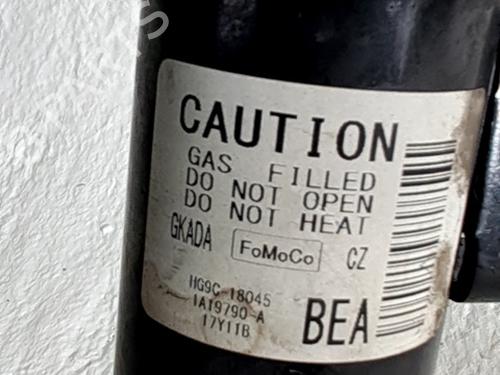 CAUTION
GAS FILLED
DO NOT OPEN
DO NOT HEAT
GKADA FoMoCo CZ
HG9C-18045
1A19790-A
17Y11B
BEA